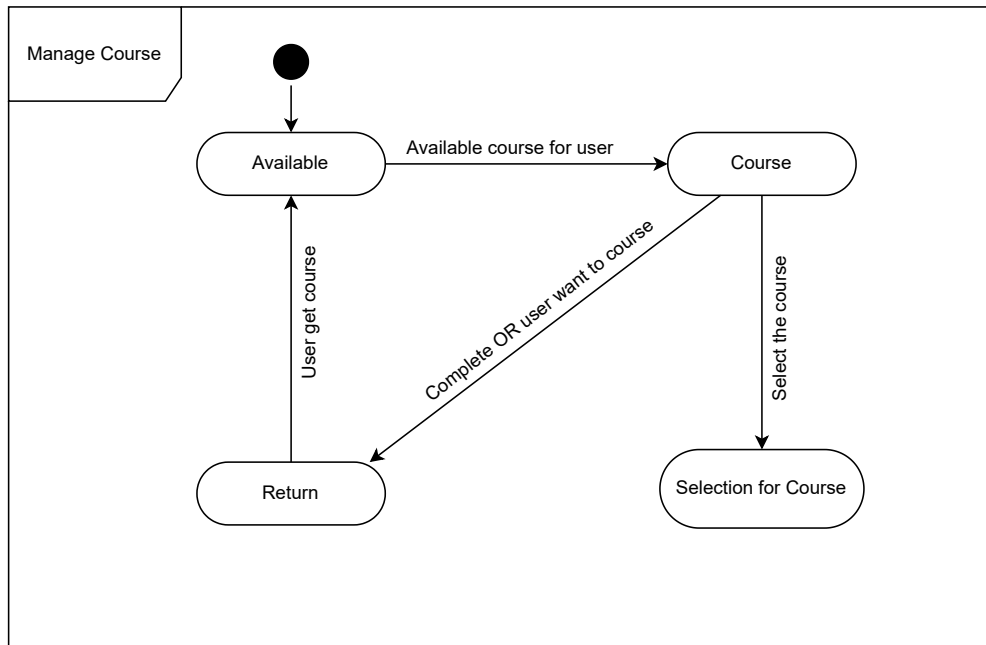 Manage Course
Available
Available course for user
Course
User get course
Complete OR user want to course
Select the course
Return
Selection for Course